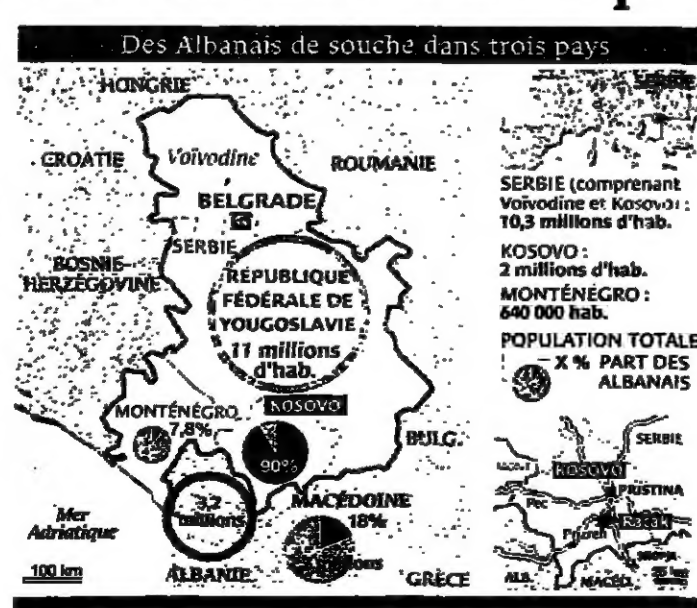 Des Albanais de souche dans trois pays
HONGRIE
CROATIE
Voïvodine
ROUMANIE
BELGRADE
SERBIE
BOSNIE-
HERZÉGOVINE
RÉPUBLIQUE
FÉDÉRALE DE
YOUGOSLAVIE
11 millions
d'hab.
MONTÉNÉGRO
7,8%
KOSOVO
90%
BULG.
3,2
millions
MACÉDOINE
18%
Mer
Adriatique
100 km
ALBANIE
GRÈCE
SERBIE (comprenant
Voïvodine et Kosovo) :
10,3 millions d'hab.
KOSOVO :
2 millions d'hab.
MONTÉNÉGRO :
640 000 hab.
POPULATION TOTALE
X % PART DES
ALBANAIS
SERBIE
KOSOVO
PRISTINA
Pec
Racak
Prizren
ALB.
MACÉD.